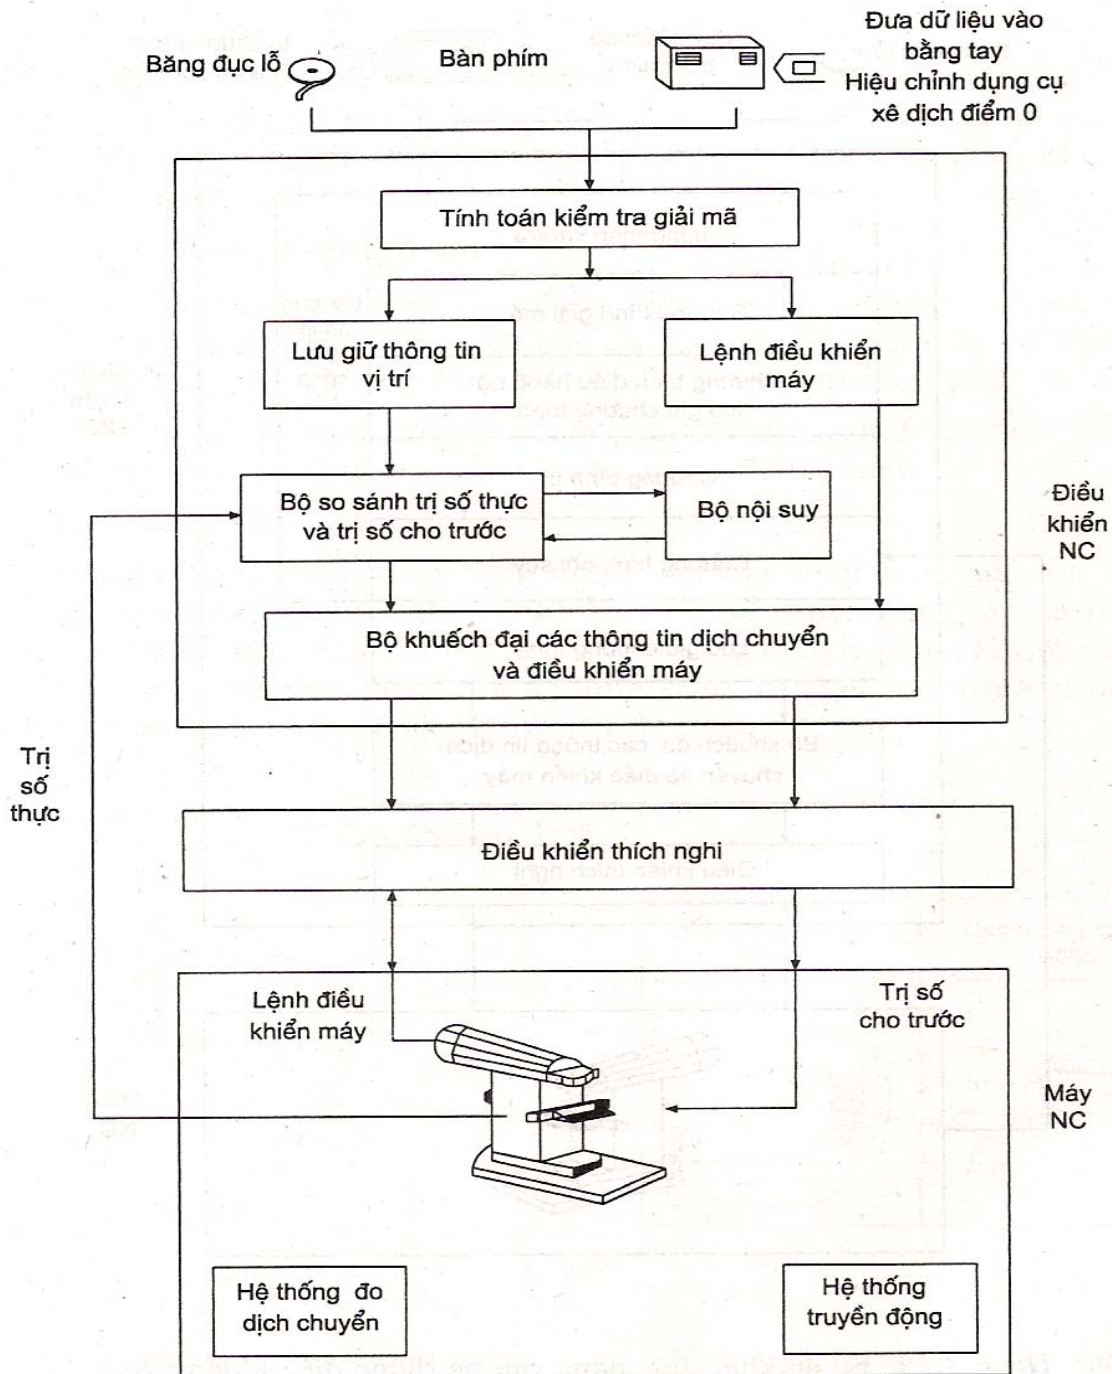 Băng đục lỗ
Bàn phím
Đưa dữ liệu vào
bằng tay
Hiệu chỉnh dụng cụ
xê dịch điểm 0
Tính toán kiểm tra giải mã
Lưu giữ thông tin
vị trí
Lệnh điều khiển
máy
Bộ so sánh trị số thực
và trị số cho trước
Bộ nội suy
Điều
khiển
NC
Bộ khuếch đại các thông tin dịch chuyển
và điều khiển máy
Trị
số
thực
Điều khiển thích nghi
Lệnh điều
khiển máy
Trị số
cho trước
Máy
NC
Hệ thống đo
dịch chuyển
Hệ thống
truyền động